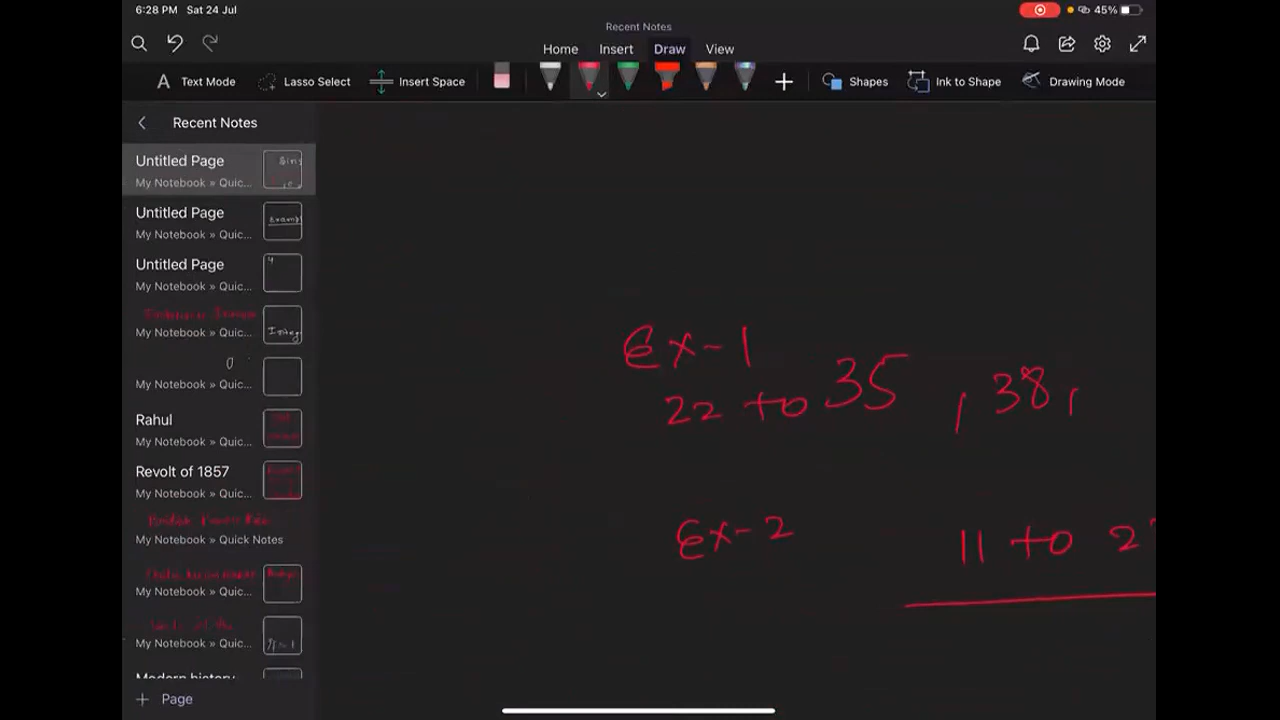 6:28 PM Sat 24 Jul
45%
Recent Notes
Home Insert Draw View
Text Mode
Lasso Select
Insert Space
Shapes
Ink to Shape
Drawing Mode
Recent Notes
Untitled Page
My Notebook » Quic...
Untitled Page
My Notebook » Quic...
Untitled Page
My Notebook » Quic...
My Notebook » Quic...
My Notebook » Quic...
Rahul
My Notebook » Quic...
Revolt of 1857
My Notebook » Quic...
My Notebook » Quick Notes
My Notebook » Quic...
My Notebook » Quic...
Modern history
+ Page
Ex-1
22 to 35 , 38,
Ex-2 11 to 2